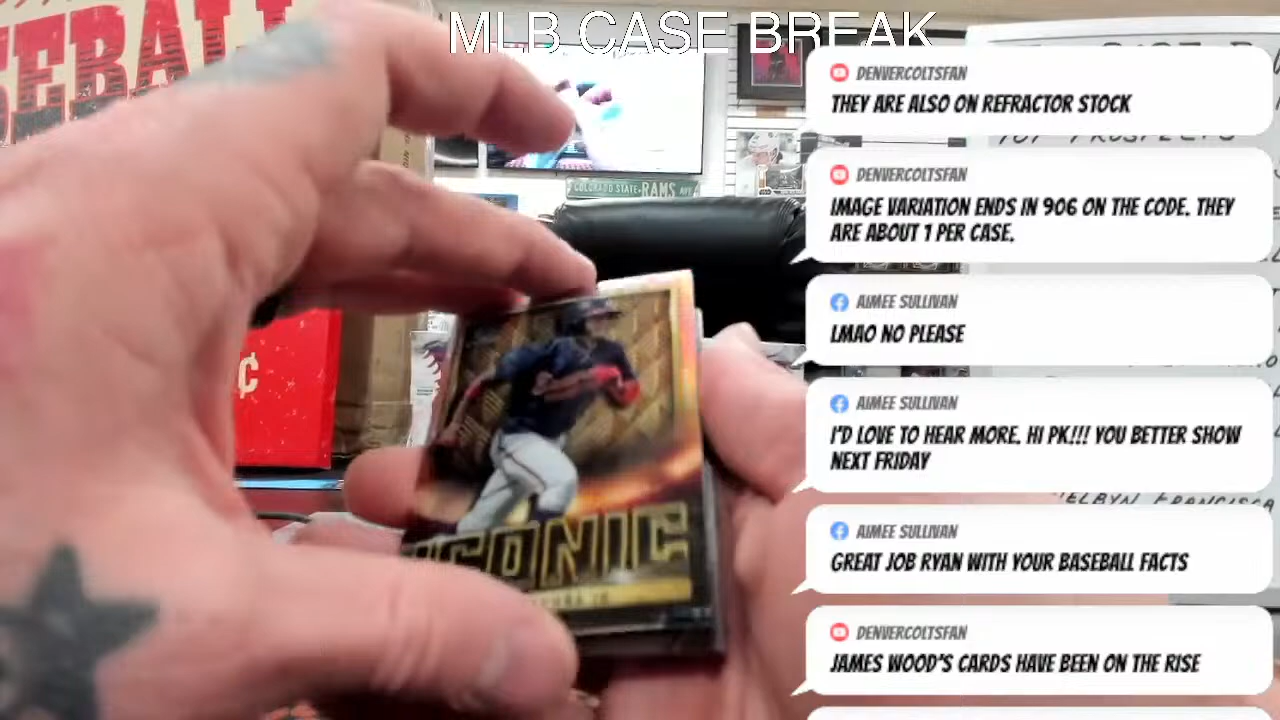 MLB CASE BREAK
EBALL
COLORADO STATE RAMS AVE
DENVERCOLTSFAN
THEY ARE ALSO ON REFRACTOR STOCK
DENVERCOLTSFAN
IMAGE VARIATION ENDS IN 906 ON THE CODE. THEY
ARE ABOUT 1 PER CASE.
AIMEE SULLIVAN
LMAO NO PLEASE
AIMEE SULLIVAN
I'D LOVE TO HEAR MORE. HI PK!!! YOU BETTER SHOW
NEXT FRIDAY
AIMEE SULLIVAN
GREAT JOB RYAN WITH YOUR BASEBALL FACTS
DENVERCOLTSFAN
JAMES WOOD'S CARDS HAVE BEEN ON THE RISE
ICONIC